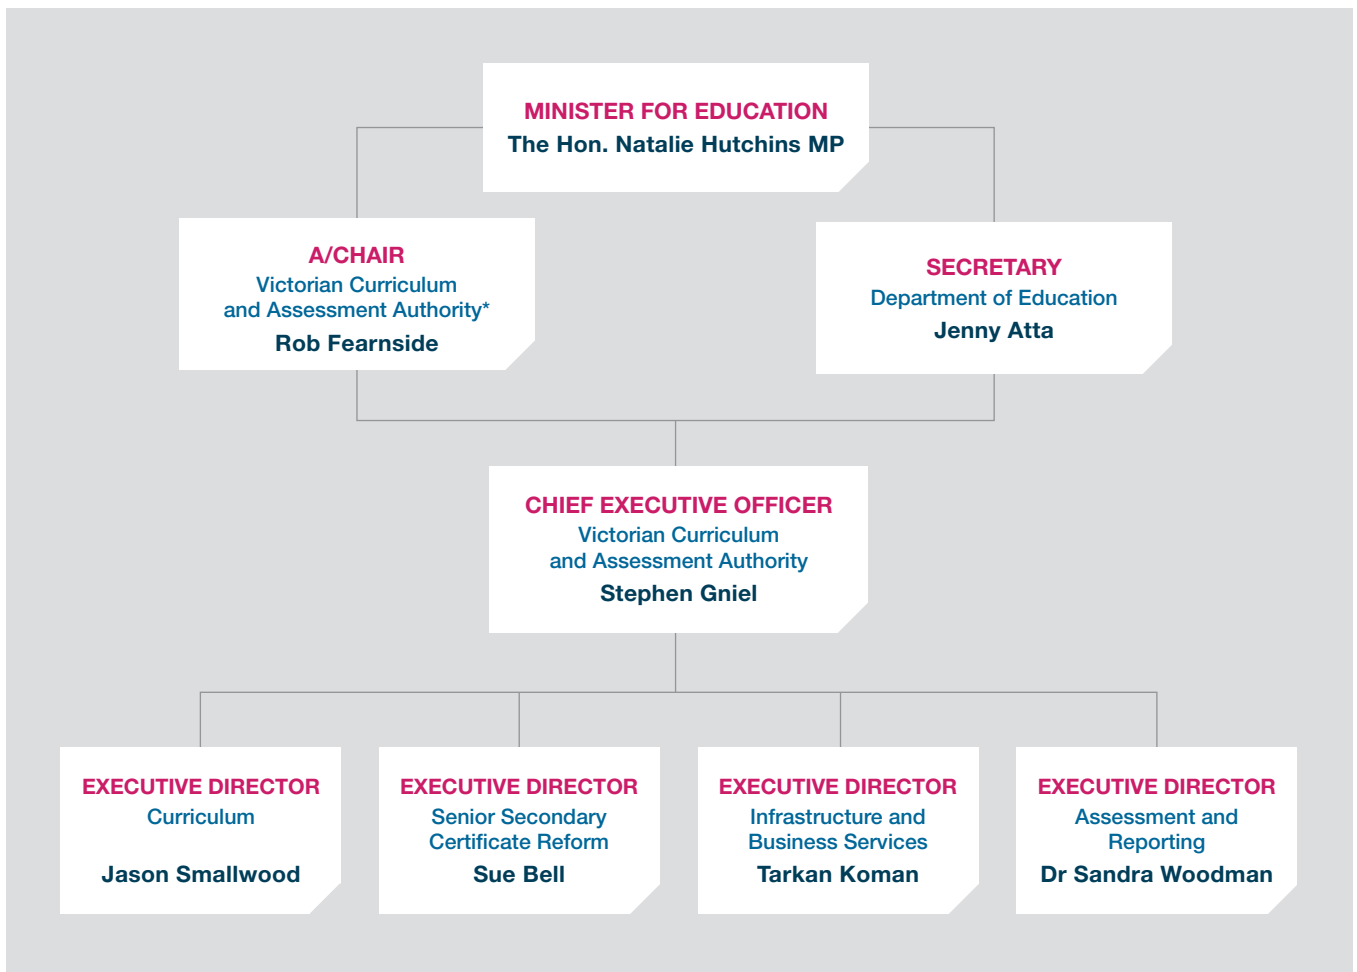 MINISTER FOR EDUCATION
The Hon. Natalie Hutchins MP
A/CHAIR
Victorian Curriculum
and Assessment Authority*
Rob Fearnside
SECRETARY
Department of Education
Jenny Atta
CHIEF EXECUTIVE OFFICER
Victorian Curriculum
and Assessment Authority
Stephen Gniel
EXECUTIVE DIRECTOR
Curriculum
Jason Smallwood
EXECUTIVE DIRECTOR
Senior Secondary
Certificate Reform
Sue Bell
EXECUTIVE DIRECTOR
Infrastructure and
Business Services
Tarkan Koman
EXECUTIVE DIRECTOR
Assessment and
Reporting
Dr Sandra Woodman